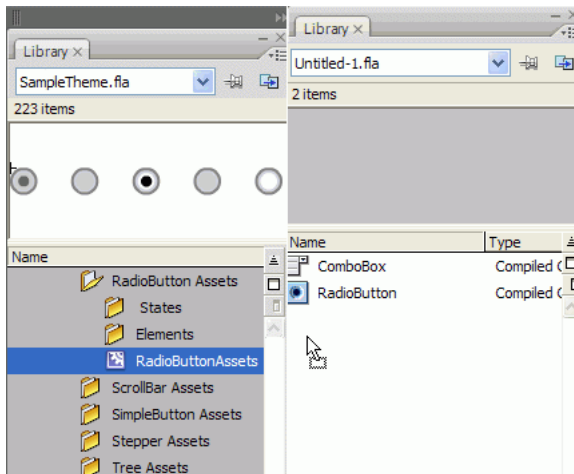 Library
SampleTheme.fla
223 items
Name
RadioButton Assets
States
Elements
RadioButtonAssets
ScrollBar Assets
SimpleButton Assets
Stepper Assets
Tree Assets
Library
Untitled-1.fla
2 items
Name Type
ComboBox Compiled C
RadioButton Compiled C